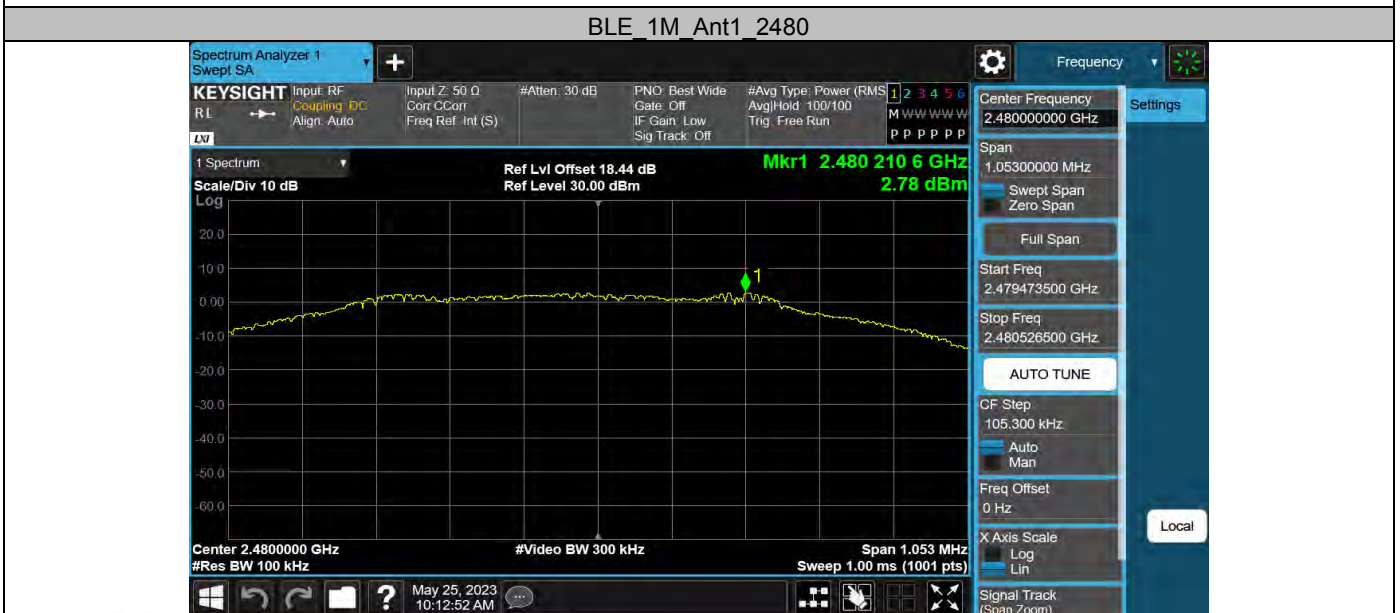 BLE_1M_Ant1_2480
Spectrum Analyzer 1
Swept SA
+
Frequency
KEYSIGHT
R L
LXI
Input: RF
Coupling: DC
Align: Auto
Input Z: 50 Ω
Corr CCorr
Freq Ref: Int (S)
#Atten: 30 dB
PNO: Best Wide
Gate: Off
IF Gain: Low
Sig Track: Off
#Avg Type: Power (RMS
Avg|Hold: 100/100
Trig: Free Run
1 2 3 4 5 6
M W W W W W
P P P P P P
Center Frequency
2.480000000 GHz
Settings
Span
1.05300000 MHz
Swept Span
Zero Span
Full Span
Start Freq
2.479473500 GHz
Stop Freq
2.480526500 GHz
AUTO TUNE
CF Step
105.300 kHz
Auto
Man
Freq Offset
0 Hz
X Axis Scale
Log
Lin
Signal Track
(Span Zoom)
Local
1 Spectrum
Scale/Div 10 dB
Log
Ref Lvl Offset 18.44 dB
Ref Level 30.00 dBm
Mkr1 2.480 210 6 GHz
2.78 dBm
20.0
10.0
0.00
-10.0
-20.0
-30.0
-40.0
-50.0
-60.0
1
Center 2.4800000 GHz
#Res BW 100 kHz
#Video BW 300 kHz
Span 1.053 MHz
Sweep 1.00 ms (1001 pts)
?
May 25, 2023
10:12:52 AM